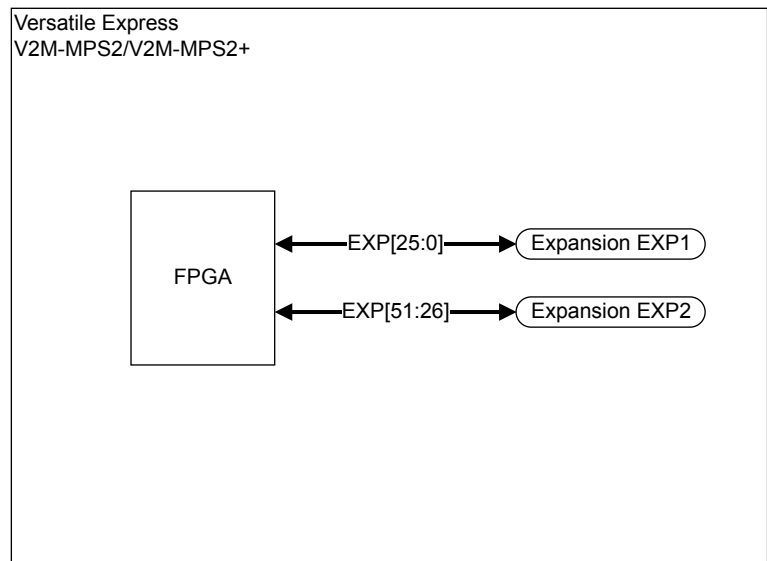 Versatile Express
V2M-MPS2/V2M-MPS2+
FPGA
EXP[25:0]
Expansion EXP1
EXP[51:26]
Expansion EXP2